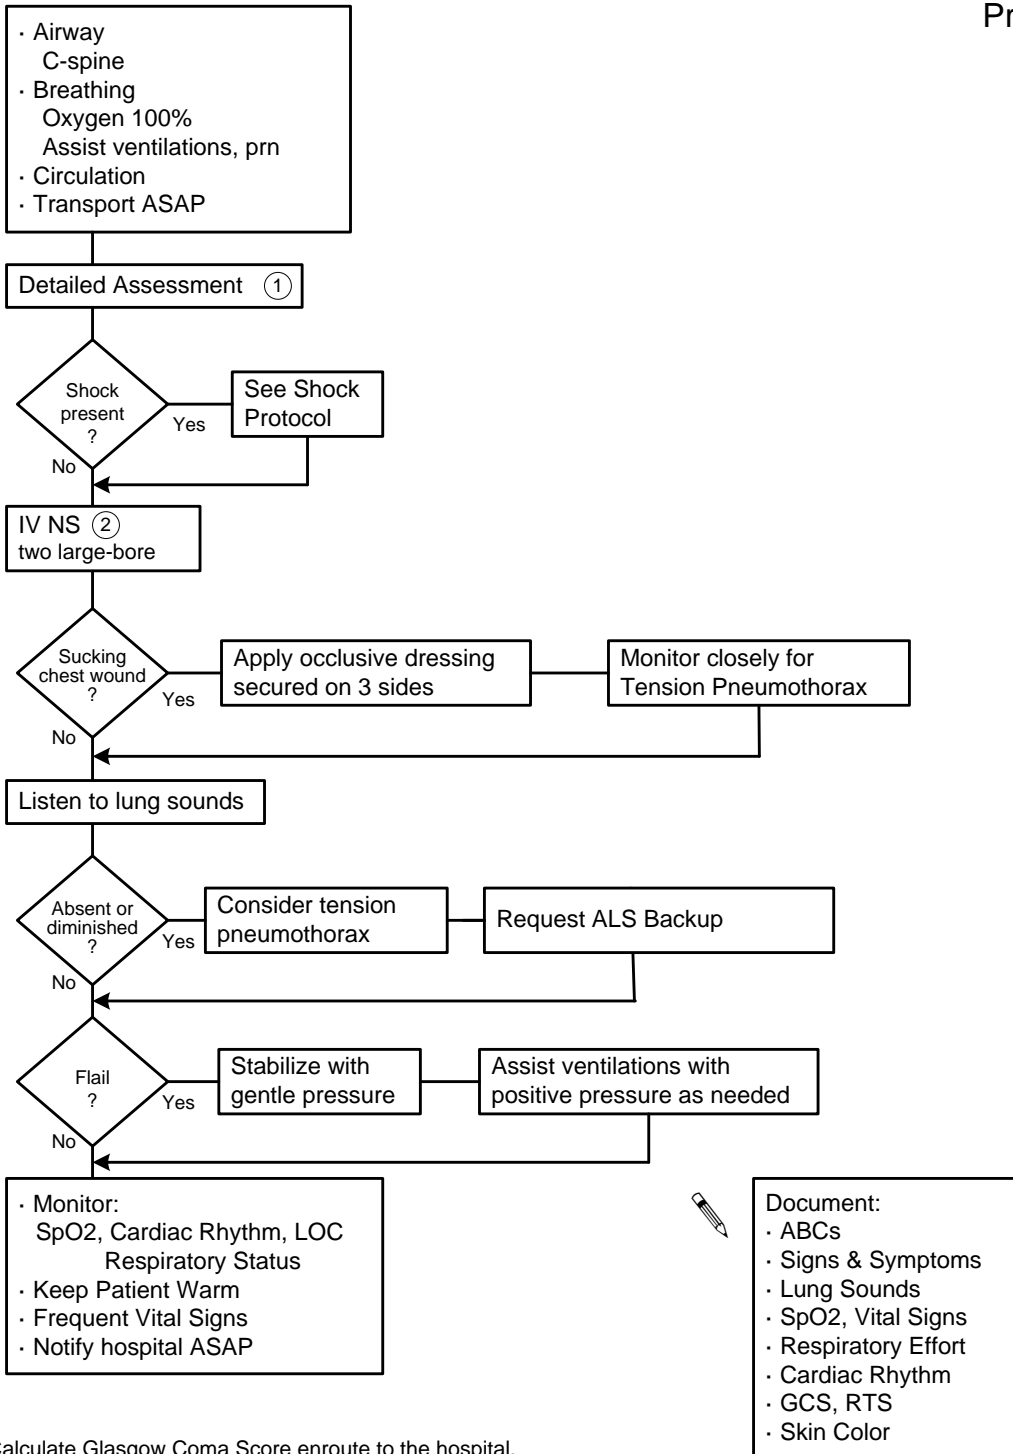 Pr
· Airway
C-spine
· Breathing
Oxygen 100%
Assist ventilations, prn
· Circulation
· Transport ASAP
Detailed Assessment 1
Shock
present
?
Yes
No
See Shock
Protocol
IV NS 2
two large-bore
Sucking
chest wound
?
Yes
No
Apply occlusive dressing
secured on 3 sides
Monitor closely for
Tension Pneumothorax
Listen to lung sounds
Absent or
diminished
?
Yes
No
Consider tension
pneumothorax
Request ALS Backup
Flail
?
Yes
No
Stabilize with
gentle pressure
Assist ventilations with
positive pressure as needed
· Monitor:
SpO2, Cardiac Rhythm, LOC
Respiratory Status
· Keep Patient Warm
· Frequent Vital Signs
· Notify hospital ASAP
Document:
· ABCs
· Signs & Symptoms
· Lung Sounds
· SpO2, Vital Signs
· Respiratory Effort
· Cardiac Rhythm
· GCS, RTS
· Skin Color
Calculate Glasgow Coma Score enroute to the hospital.